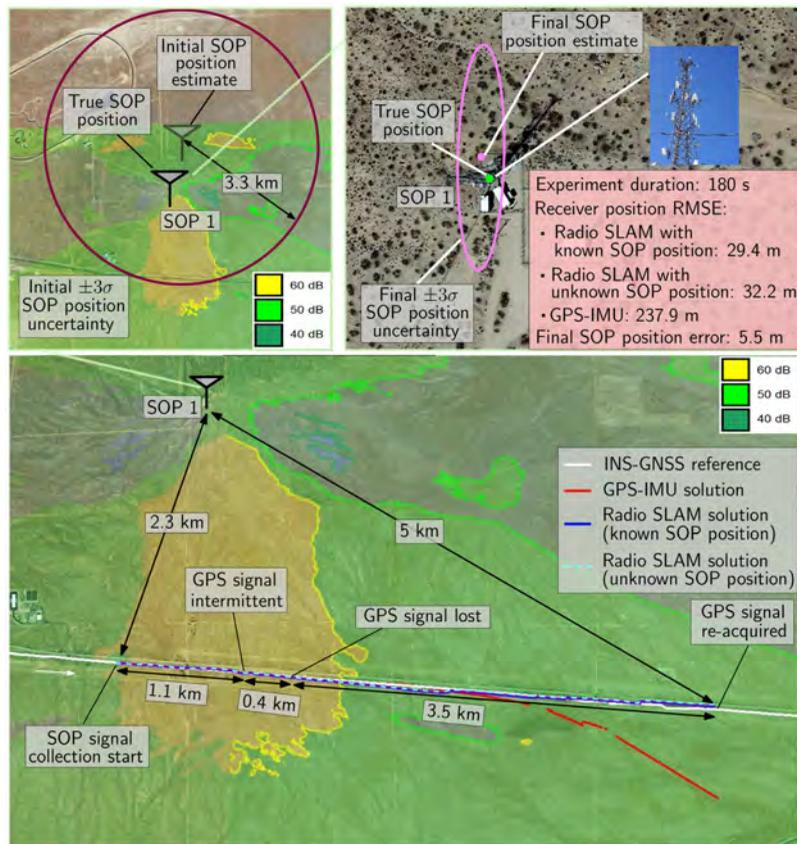 Initial SOP
position
estimate
True SOP
position
3.3 km
SOP 1
Initial ±3σ
SOP position
uncertainty
60 dB
50 dB
40 dB
Final SOP
position estimate
True SOP
position
SOP 1
Final ±3σ
SOP position
uncertainty
Experiment duration: 180 s
Receiver position RMSE:
· Radio SLAM with
known SOP position: 29.4 m
· Radio SLAM with
unknown SOP position: 32.2 m
· GPS-IMU: 237.9 m
Final SOP position error: 5.5 m
SOP 1
60 dB
50 dB
40 dB
INS-GNSS reference
GPS-IMU solution
Radio SLAM solution
(known SOP position)
Radio SLAM solution
(unknown SOP position)
2.3 km
5 km
GPS signal
intermittent
GPS signal lost
GPS signal
re-acquired
1.1 km
0.4 km
3.5 km
SOP signal
collection start